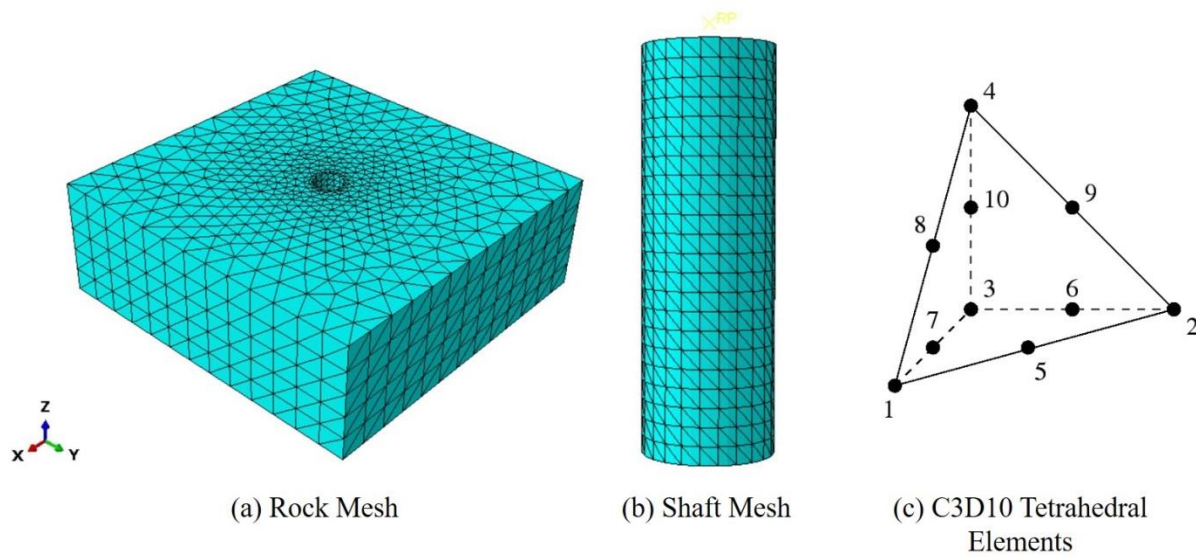 RP
4
10
9
8
3
6
7
2
5
1
Z
X
Y
(a) Rock Mesh
(b) Shaft Mesh
(c) C3D10 Tetrahedral
Elements